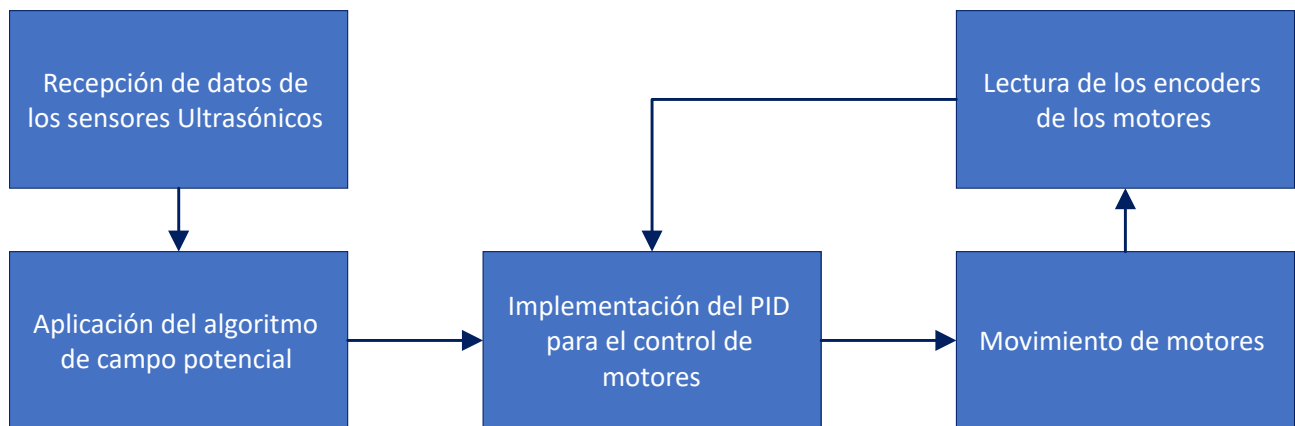 Recepción de datos de
los sensores Ultrasónicos
Lectura de los encoders
de los motores
Aplicación del algoritmo
de campo potencial
Implementación del PID
para el control de
motores
Movimiento de motores